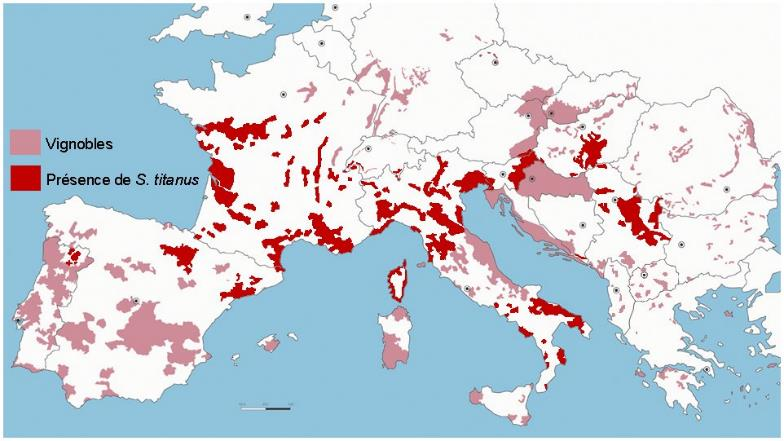 Vignobles
Présence de S. titanus